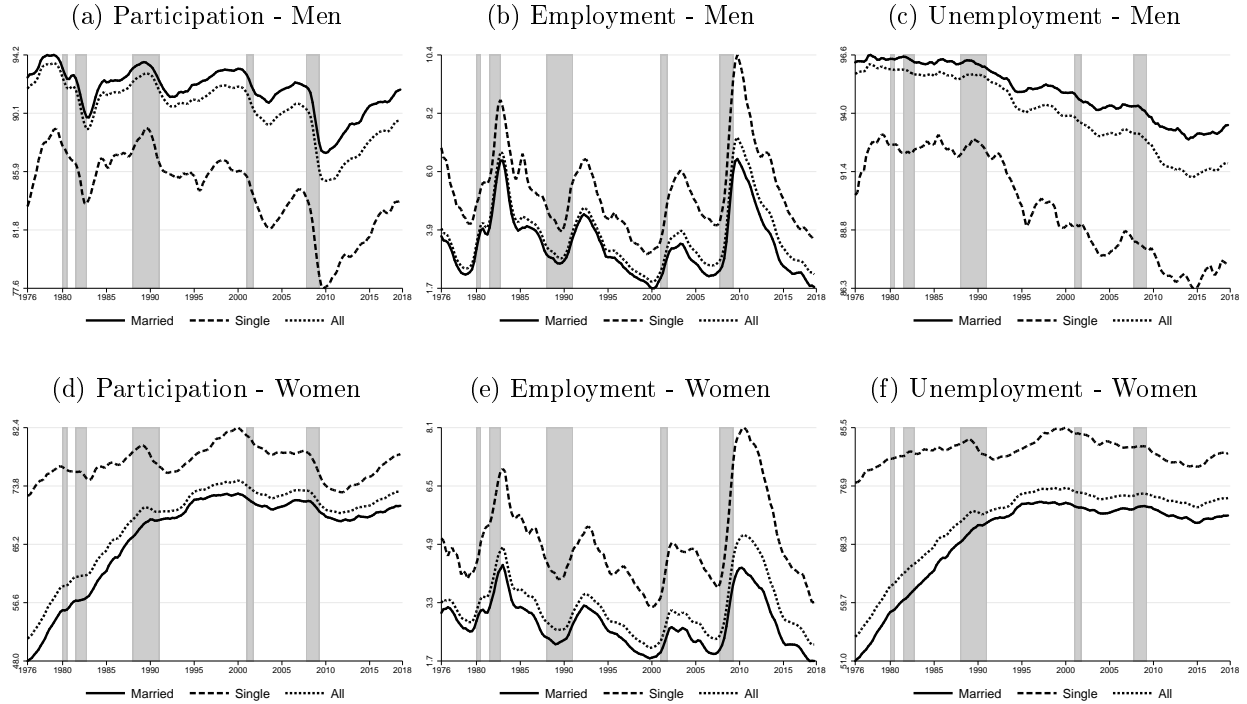 (a) Participation - Men
94.2
90.1
85.9
81.8
77.6
1976 1980 1985 1990 1995 2000 2005 2010 2015 2018
Married Single All
(b) Employment - Men
10.4
8.2
6.0
3.9
1.7
1976 1980 1985 1990 1995 2000 2005 2010 2015 2018
Married Single All
(c) Unemployment - Men
96.6
94.0
91.4
88.8
86.3
1976 1980 1985 1990 1995 2000 2005 2010 2015 2018
Married Single All
(d) Participation - Women
82.4
73.8
65.2
56.6
48.0
1976 1980 1985 1990 1995 2000 2005 2010 2015 2018
Married Single All
(e) Employment - Women
8.1
6.5
4.9
3.3
1.7
1976 1980 1985 1990 1995 2000 2005 2010 2015 2018
Married Single All
(f) Unemployment - Women
85.5
76.9
68.3
59.7
51.0
1976 1980 1985 1990 1995 2000 2005 2010 2015 2018
Married Single All